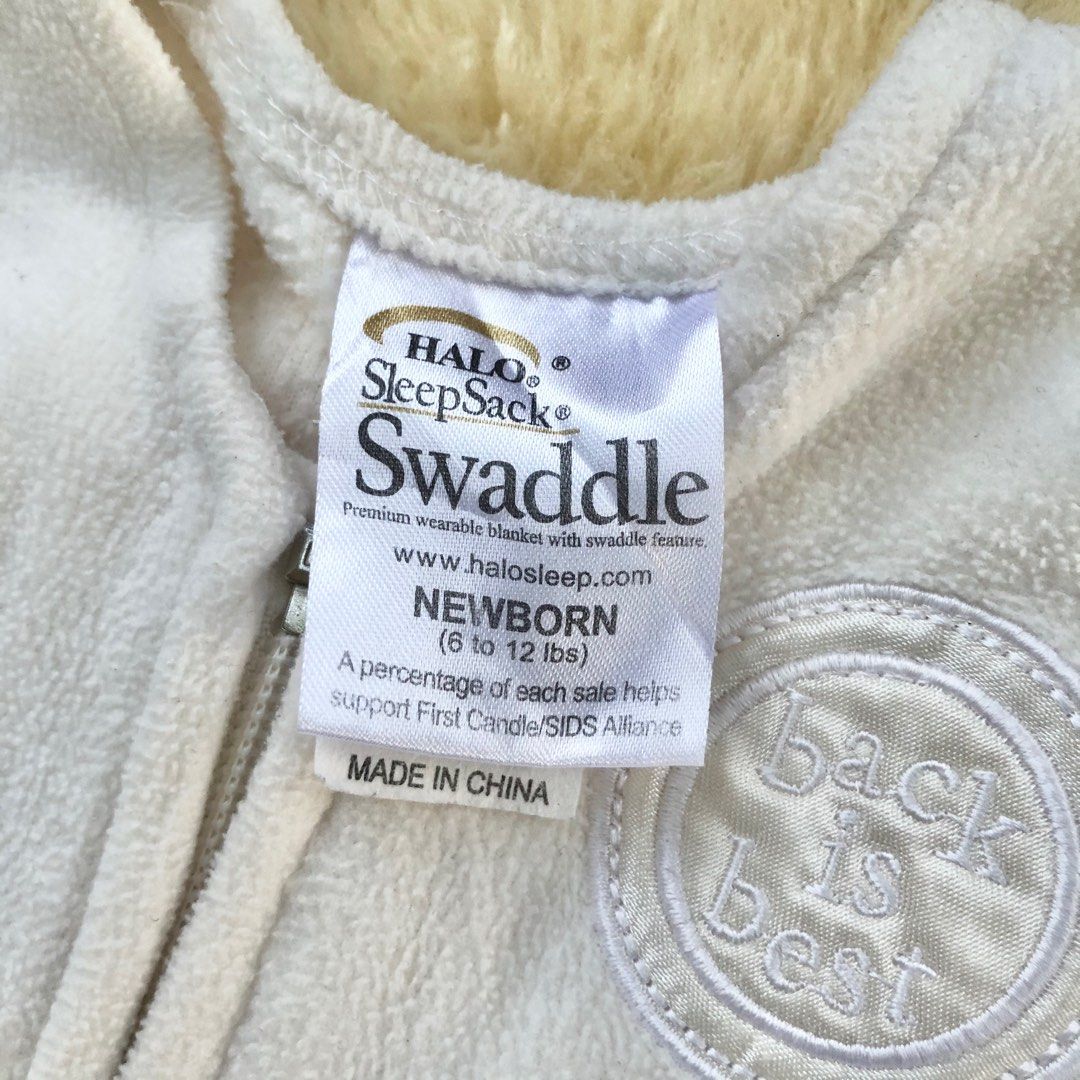 HALO® ®
SleepSack®
Swaddle
Premium wearable blanket with swaddle feature.
www.halosleep.com
NEWBORN
(6 to 12 lbs)
A percentage of each sale helps
support First Candle/SIDS Alliance
MADE IN CHINA
back
is
best